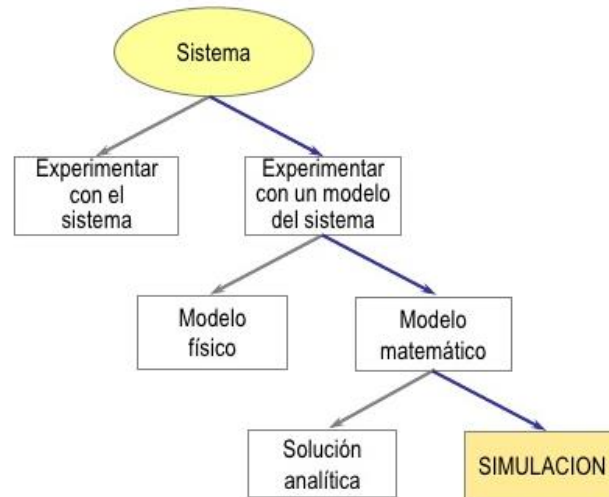 Sistema
Experimentar
con el
sistema
Experimentar
con un modelo
del sistema
Modelo
físico
Modelo
matemático
Solución
analítica
SIMULACION